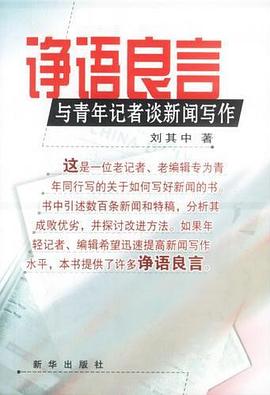 诤语良言
与青年记者谈新闻写作
刘其中 著
这是一位老记者、老编辑专为青
年同行写的关于如何写好新闻的书。
书中引述数百条新闻和特稿，分析其
成败优劣，并探讨改进方法。如果年
轻记者、编辑希望迅速提高新闻写作
水平，本书提供了许多诤语良言。
新华出版社